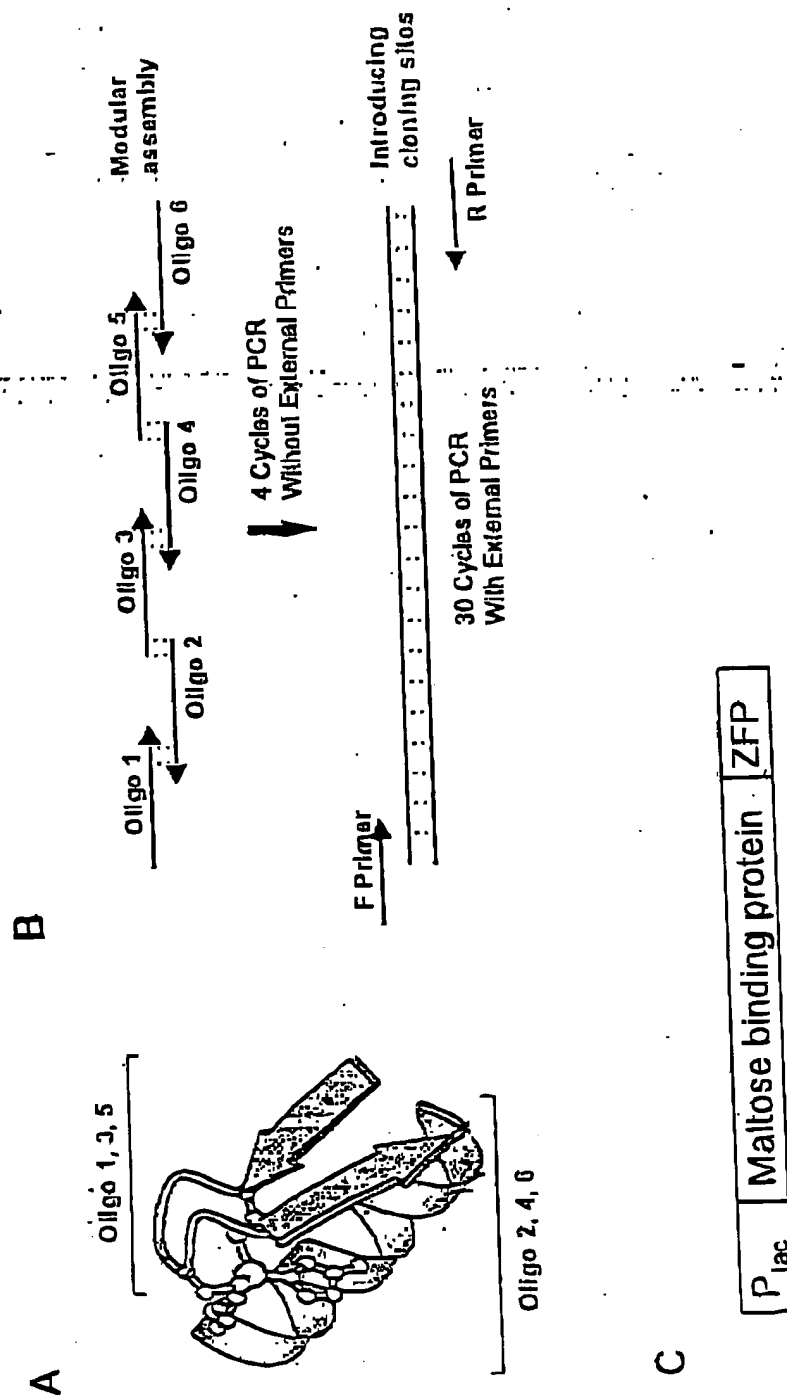 A
Oligo 1, 3, 5
Oligo 2, 4, 6
B
Oligo 1
Oligo 2
Oligo 3
Oligo 4
Oligo 5
Oligo 6
Modular
assembly
4 Cycles of PCR
Without External Primers
F Primer
R Primer
Introducing
cloning sites
30 Cycles of PCR
With External Primers
C
Plac
Maltose binding protein
ZFP